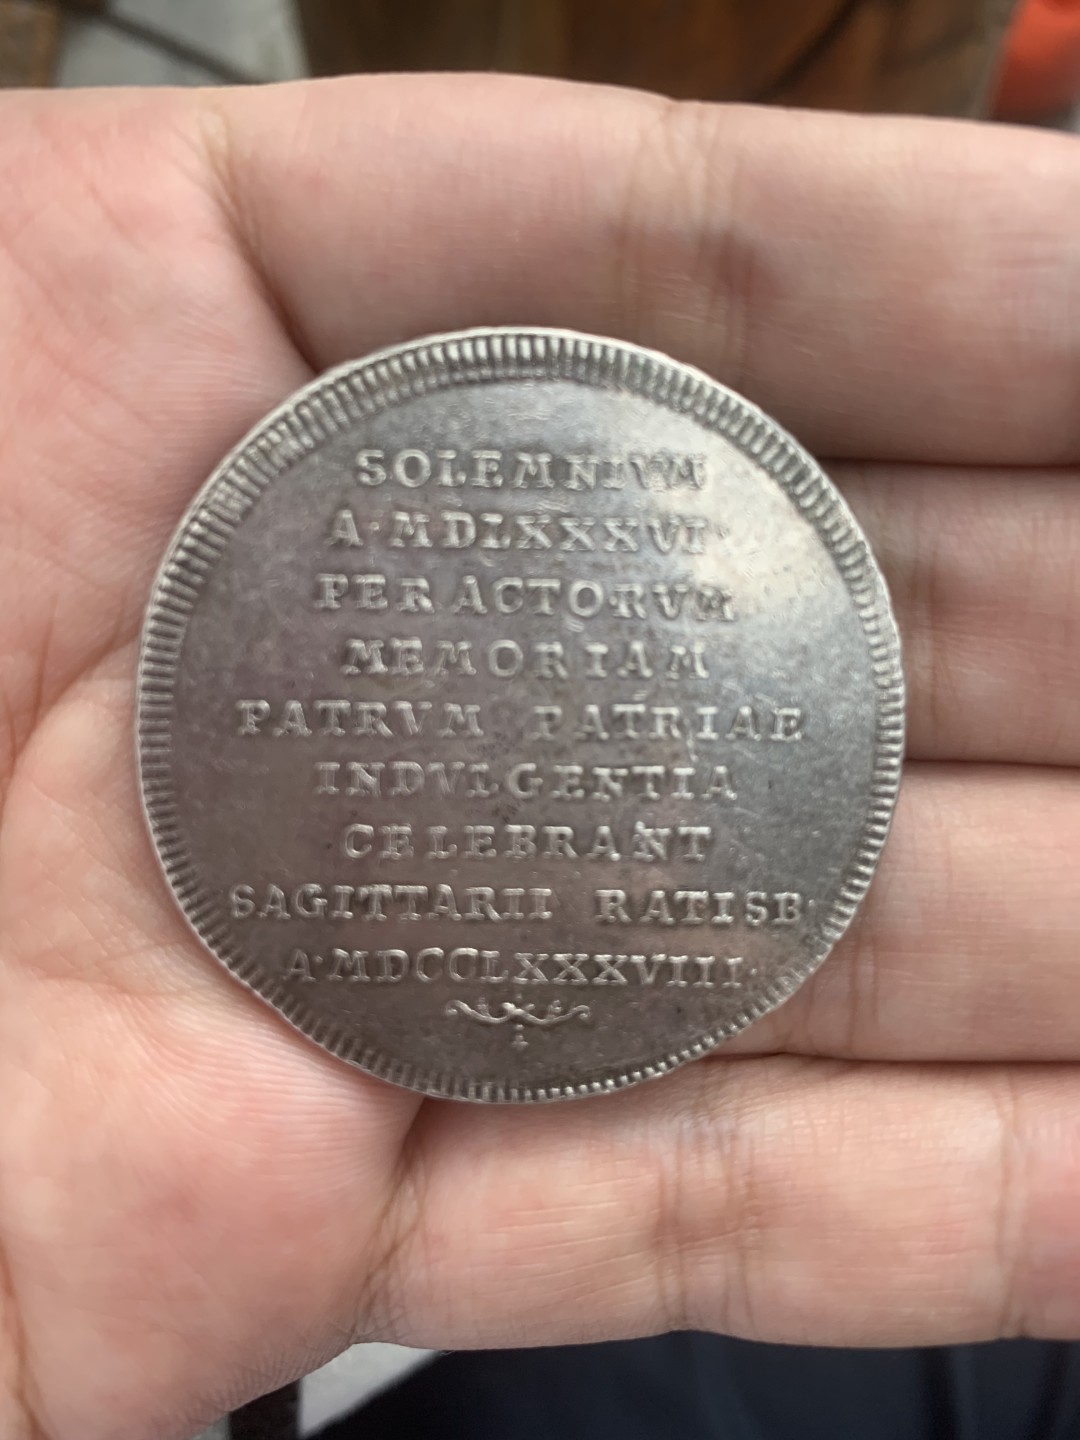 SOLEMNIVM
A·MDLXXXVI·
PERACTORVM
MEMORIAM
PATRVM PATRIAE
INDVLGENTIA
CELEBRANT
SAGITTARII RATISB·
A·MDCCLXXXVIII·